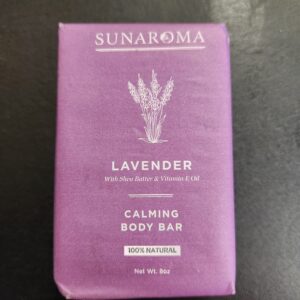 SUNAROMA
LAVENDER
With Shea Butter & Vitamin E Oil
CALMING
BODY BAR
100% NATURAL
Net Wt. 8oz